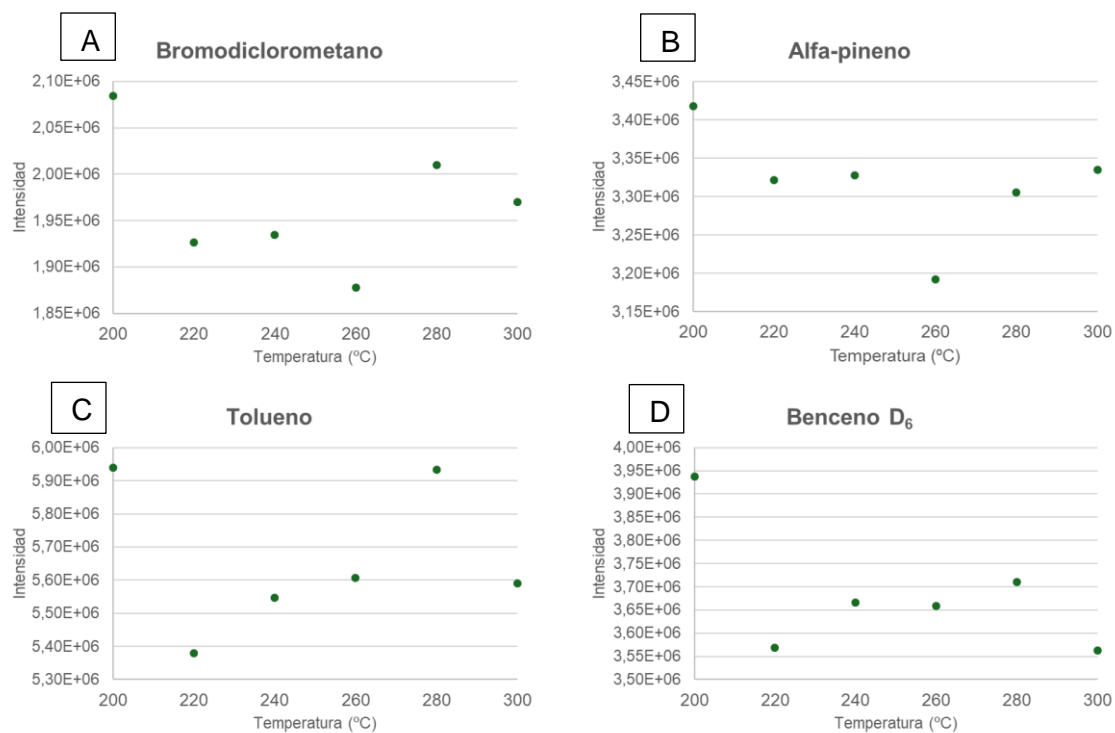 A
Bromodiclorometano
2,10E+06
2,05E+06
2,00E+06
1,95E+06
1,90E+06
1,85E+06
Intensidad
200 220 240 260 280 300
Temperatura (ºC)
B
Alfa-pineno
3,45E+06
3,40E+06
3,35E+06
3,30E+06
3,25E+06
3,20E+06
3,15E+06
Intensidad
200 220 240 260 280 300
Temperatura (ºC)
C
Tolueno
6,00E+06
5,90E+06
5,80E+06
5,70E+06
5,60E+06
5,50E+06
5,40E+06
5,30E+06
Intensidad
200 220 240 260 280 300
Temperatura (ºC)
D
Benceno D₆
4,00E+06
3,95E+06
3,90E+06
3,85E+06
3,80E+06
3,75E+06
3,70E+06
3,65E+06
3,60E+06
3,55E+06
3,50E+06
Intensidad
200 220 240 260 280 300
Temperatura (ºC)